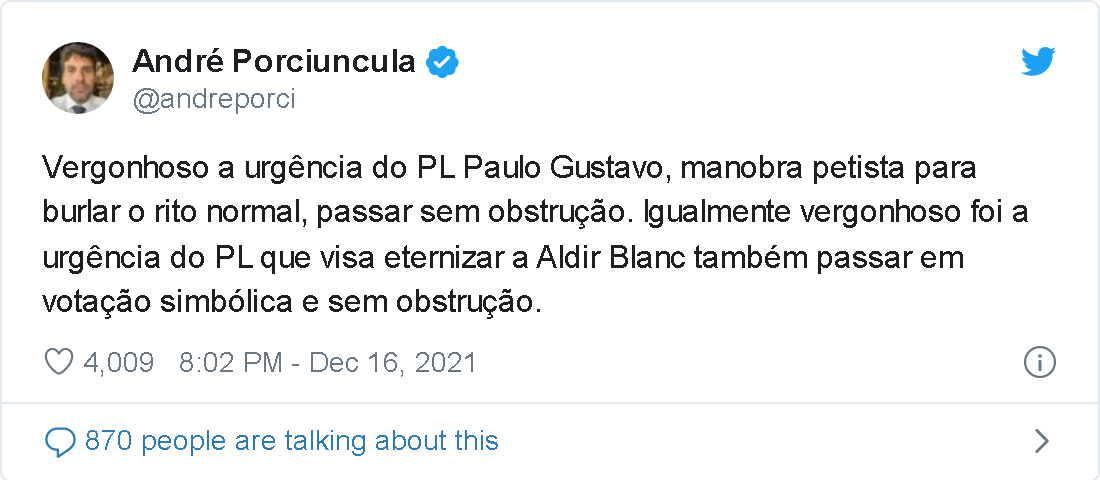 André Porciuncula
@andreporci
Vergonhoso a urgência do PL Paulo Gustavo, manobra petista para
burlar o rito normal, passar sem obstrução. Igualmente vergonhoso foi a
urgência do PL que visa eternizar a Aldir Blanc também passar em
votação simbólica e sem obstrução.
4,009 8:02 PM - Dec 16, 2021
870 people are talking about this